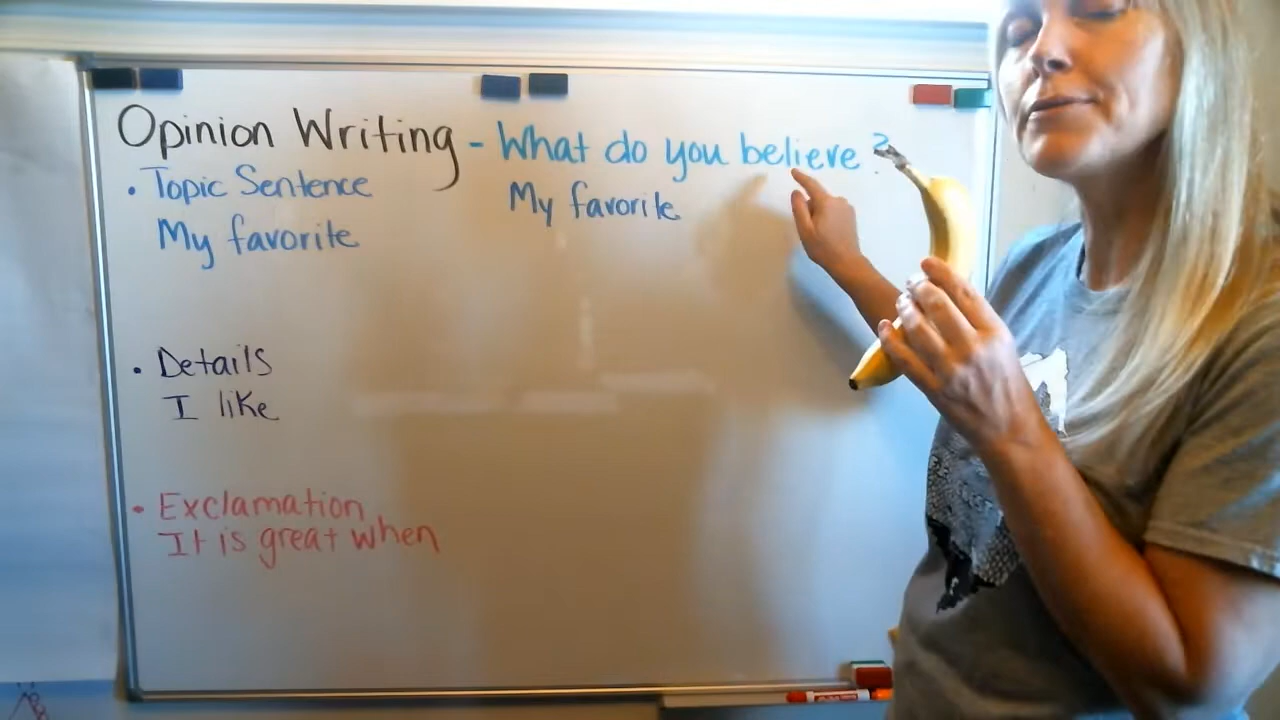 Opinion Writing - What do you believe?
• Topic Sentence
My favorite
My favorite
• Details
I like
• Exclamation
It is great when